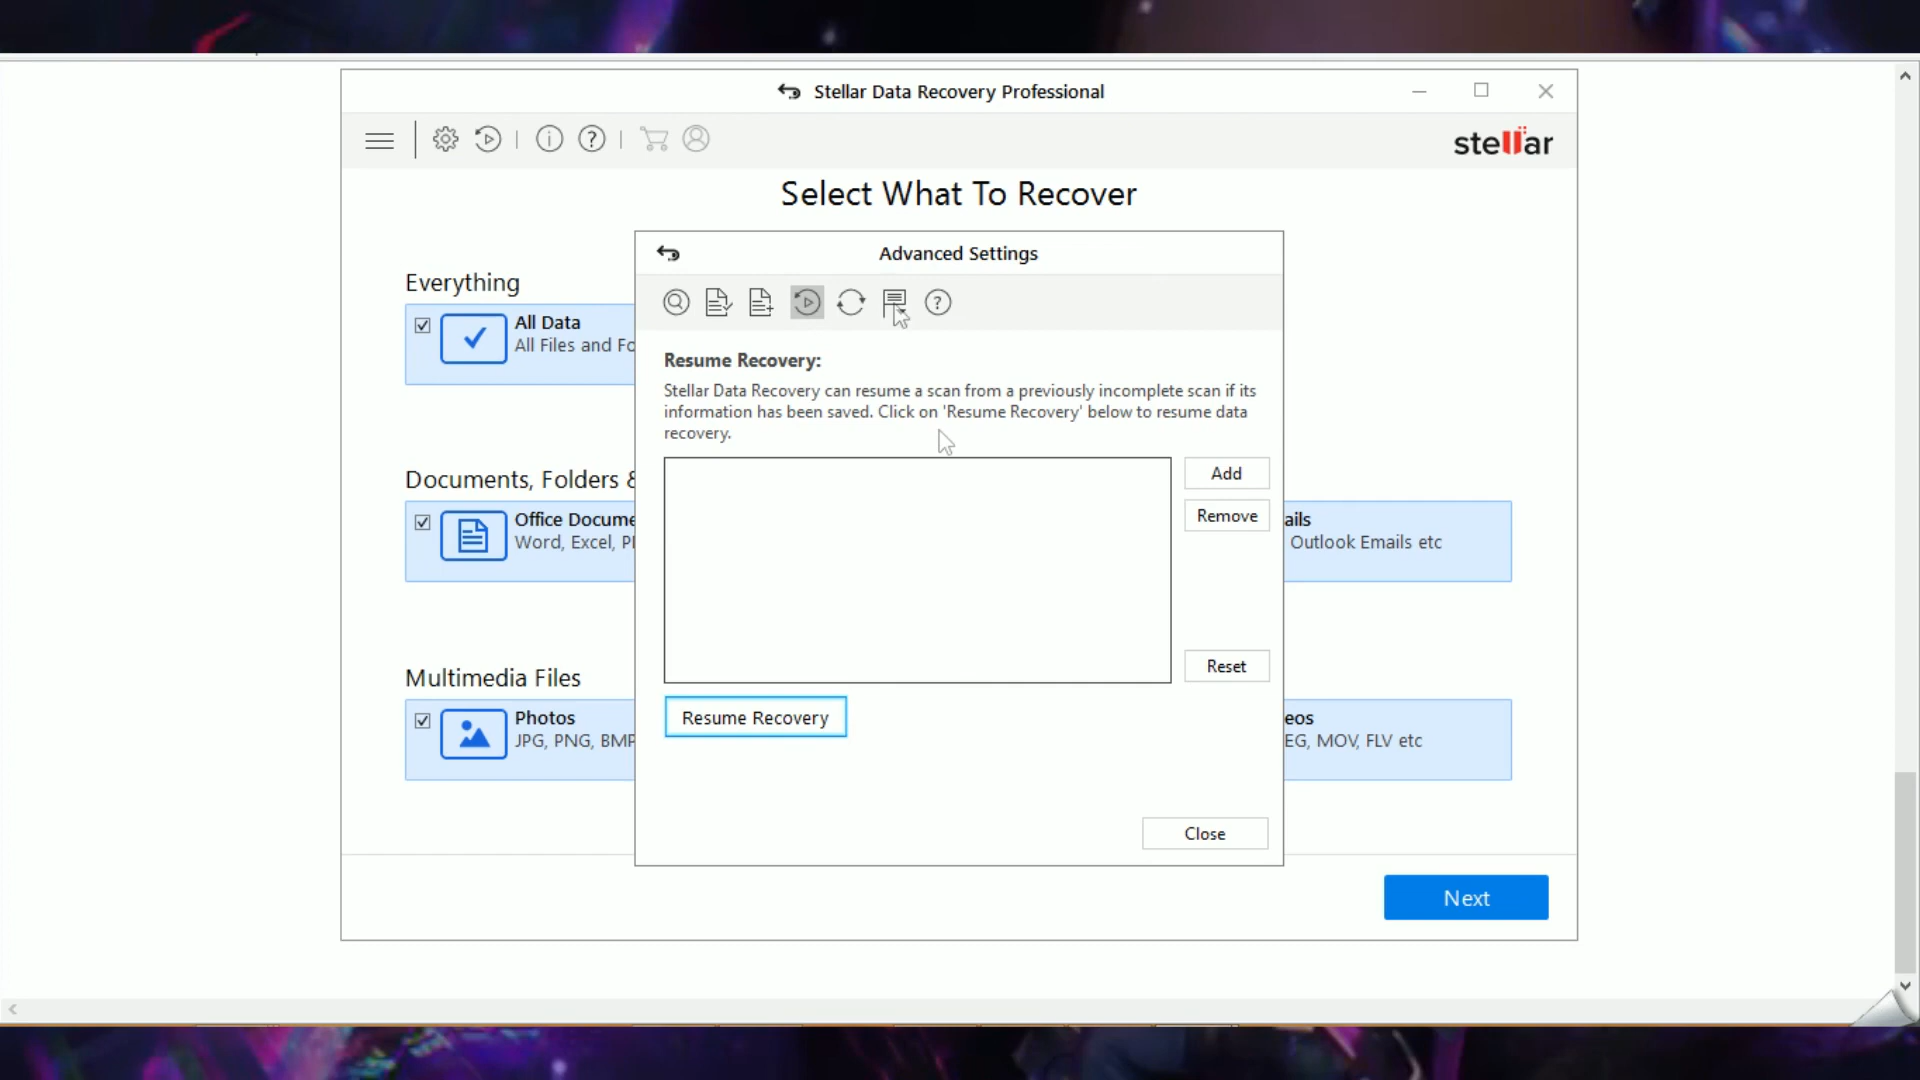 Stellar Data Recovery Professional
stellar
Select What To Recover
Advanced Settings
Everything
All Data
All Files and Fo
Resume Recovery:
Stellar Data Recovery can resume a scan from a previously incomplete scan if its
information has been saved. Click on 'Resume Recovery' below to resume data
recovery.
Add
Remove
Reset
Documents, Folders &
Office Docume
Word, Excel, P
ails
Outlook Emails etc
Multimedia Files
Photos
JPG, PNG, BMP
eos
EG, MOV, FLV etc
Resume Recovery
Close
Next